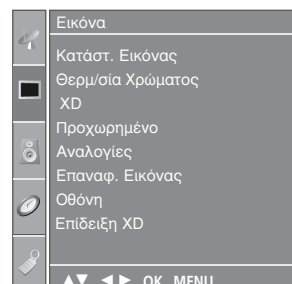 Εικόνα
Κατάστ. Εικόνας
Θερμ/σία Χρώματος
XD
Προχωρημένο
Αναλογίες
Επαναφ. Εικόνας
Οθόνη
Επίδειξη XD
▲▼ ◄► OK MENU